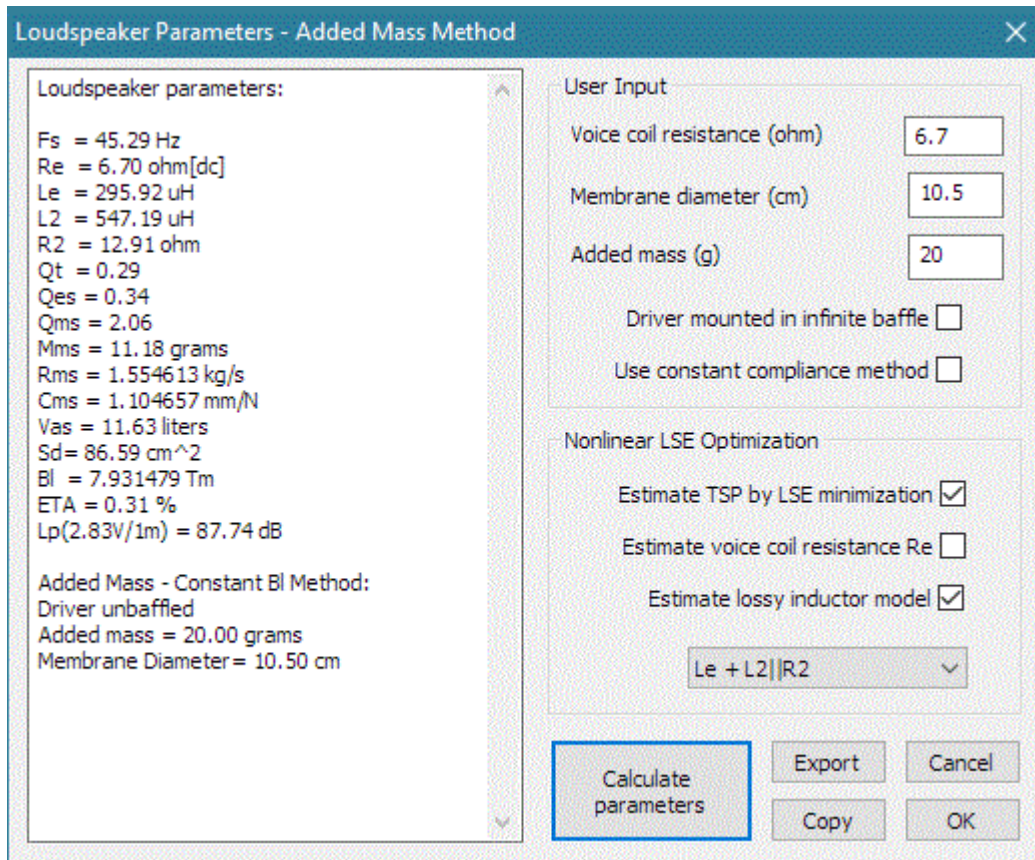 Loudspeaker Parameters - Added Mass Method
Loudspeaker parameters:
Fs = 45.29 Hz
Re = 6.70 ohm[dc]
Le = 295.92 uH
L2 = 547.19 uH
R2 = 12.91 ohm
Qt = 0.29
Qes = 0.34
Qms = 2.06
Mms = 11.18 grams
Rms = 1.554613 kg/s
Cms = 1.104657 mm/N
Vas = 11.63 liters
Sd= 86.59 cm^2
Bl = 7.931479 Tm
ETA = 0.31 %
Lp(2.83V/1m) = 87.74 dB
Added Mass - Constant Bl Method:
Driver unbaffled
Added mass = 20.00 grams
Membrane Diameter= 10.50 cm
User Input
Voice coil resistance (ohm) 6.7
Membrane diameter (cm) 10.5
Added mass (g) 20
Driver mounted in infinite baffle
Use constant compliance method
Nonlinear LSE Optimization
Estimate TSP by LSE minimization
Estimate voice coil resistance Re
Estimate lossy inductor model
Le + L2||R2
Calculate
parameters
Export Cancel
Copy OK